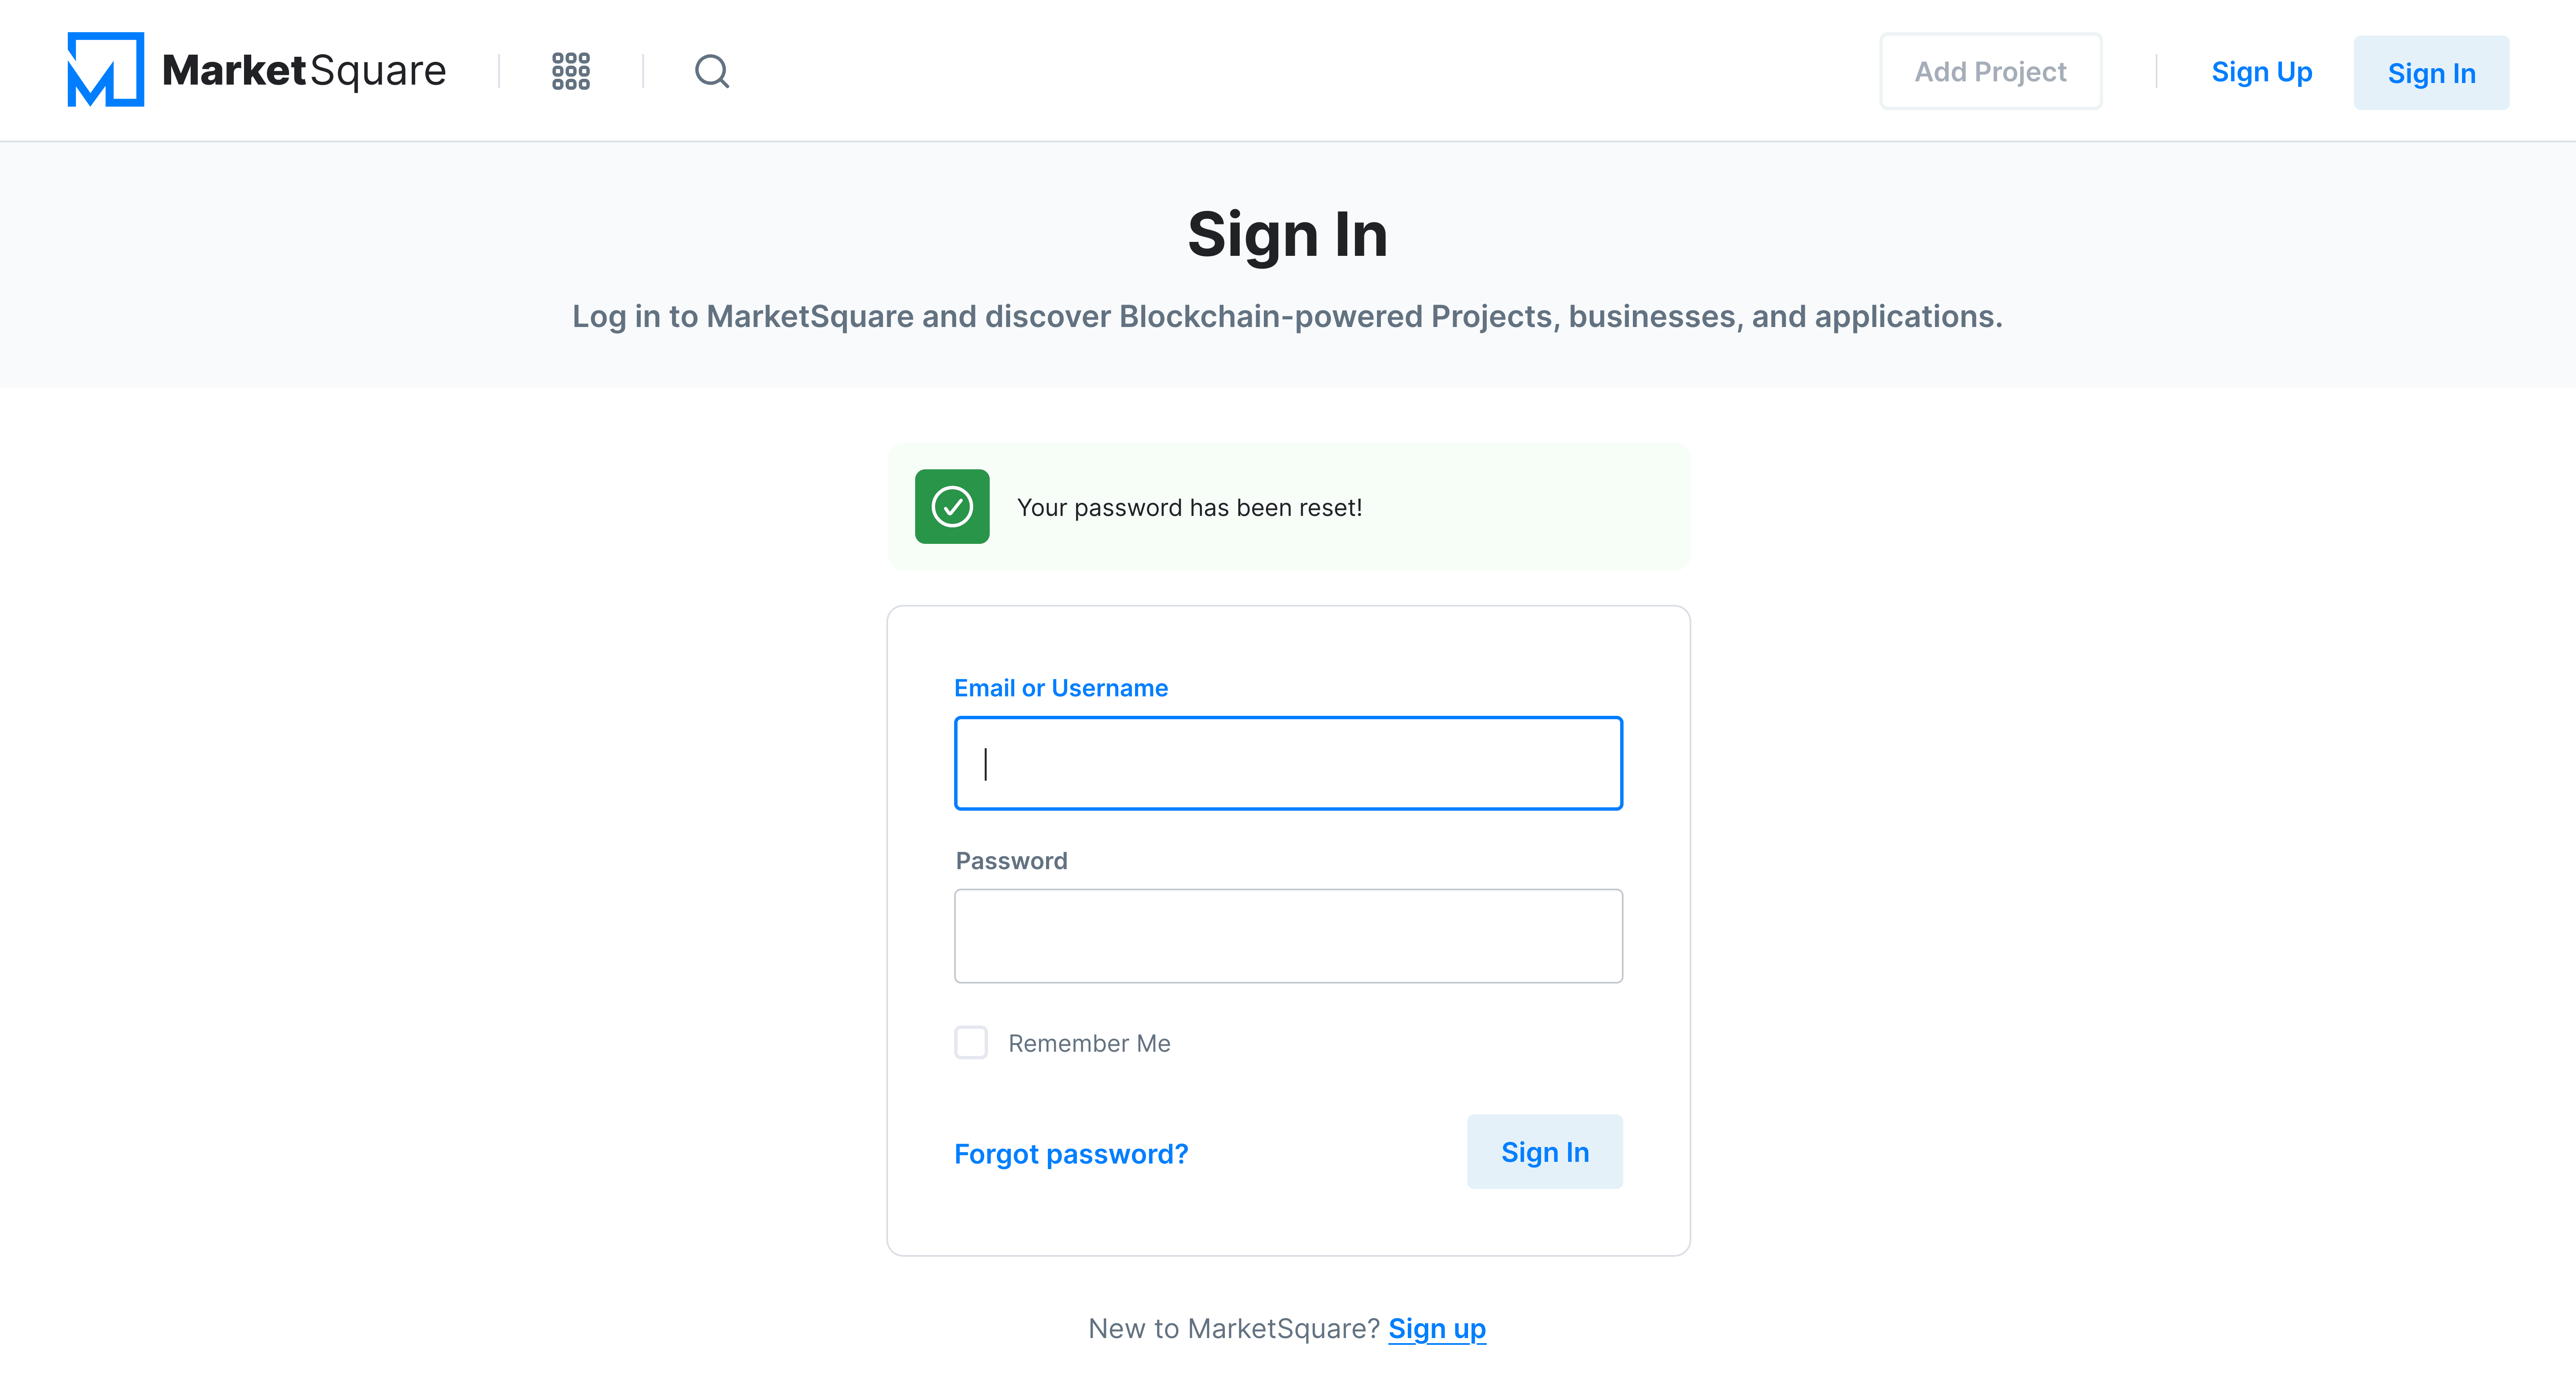 MarketSquare
Add Project
Sign Up
Sign In
Sign In
Log in to MarketSquare and discover Blockchain-powered Projects, businesses, and applications.
Your password has been reset!
Email or Username
Password
Remember Me
Forgot password?
Sign In
New to MarketSquare? Sign up